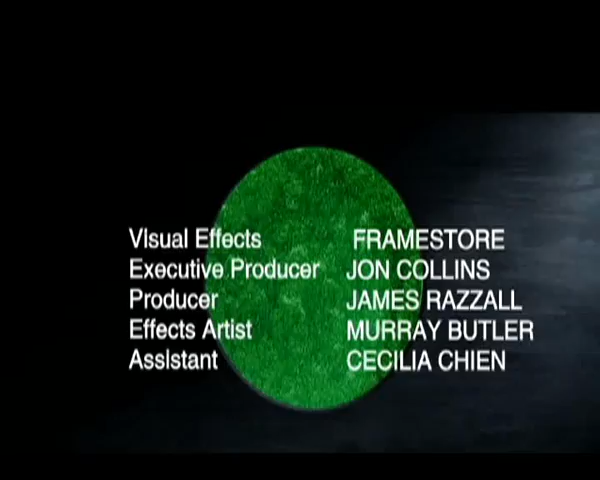 Visual Effects FRAMESTORE
Executive Producer JON COLLINS
Producer JAMES RAZZALL
Effects Artist MURRAY BUTLER
Assistant CECILIA CHIEN